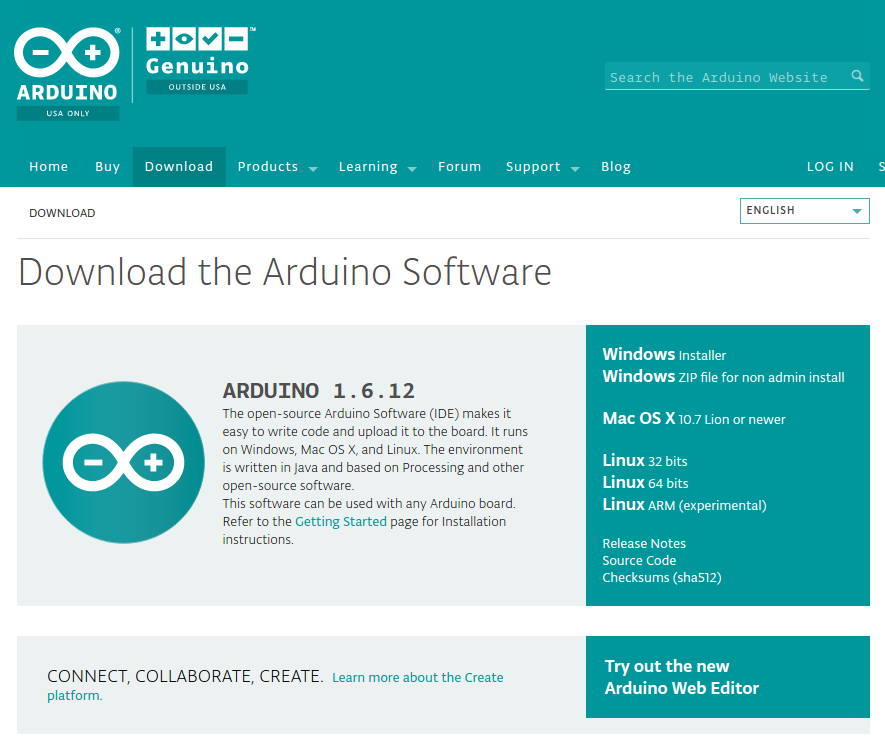 ARDUINO
USA ONLY
Genuino
OUTSIDE USA
Search the Arduino Website
Home Buy Download Products Learning Forum Support Blog LOG IN S
DOWNLOAD
ENGLISH
Download the Arduino Software
ARDUINO 1.6.12
The open-source Arduino Software (IDE) makes it
easy to write code and upload it to the board. It runs
on Windows, Mac OS X, and Linux. The environment
is written in Java and based on Processing and other
open-source software.
This software can be used with any Arduino board.
Refer to the Getting Started page for Installation
instructions.
Windows Installer
Windows ZIP file for non admin install
Mac OS X 10.7 Lion or newer
Linux 32 bits
Linux 64 bits
Linux ARM (experimental)
Release Notes
Source Code
Checksums (sha512)
CONNECT, COLLABORATE, CREATE. Learn more about the Create
platform.
Try out the new
Arduino Web Editor